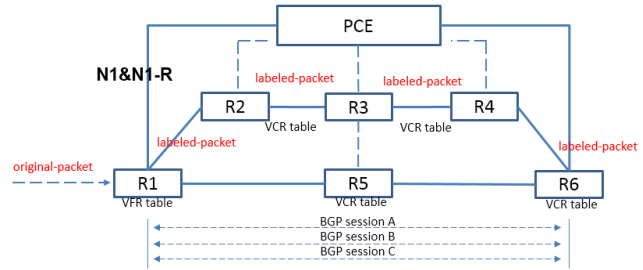 PCE
N1&N1-R
labeled-packet
labeled-packet
R2
R3
R4
VCR table
VCR table
labeled-packet
labeled-packet
original-packet
R1
R5
R6
VFR table
VCR table
VCR table
BGP session A
BGP session B
BGP session C